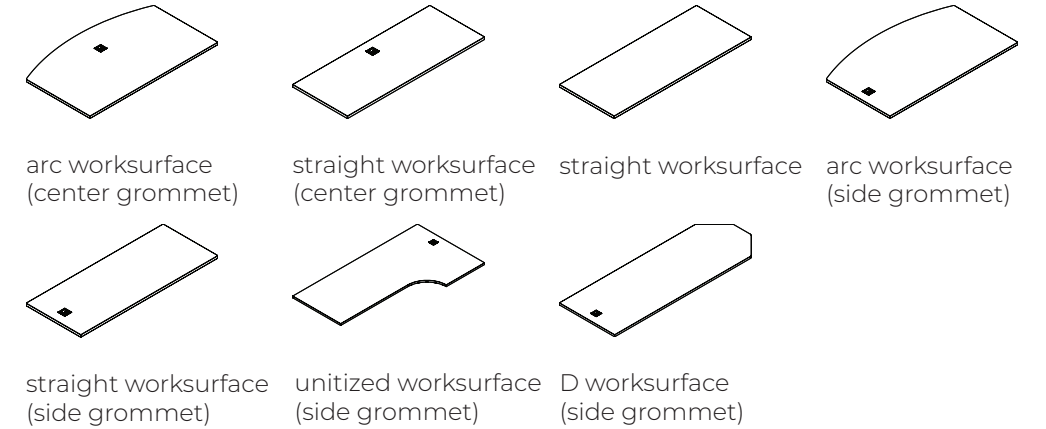 arc worksurface
(center grommet)
straight worksurface
(center grommet)
straight worksurface
arc worksurface
(side grommet)
straight worksurface
(side grommet)
unitized worksurface
(side grommet)
D worksurface
(side grommet)